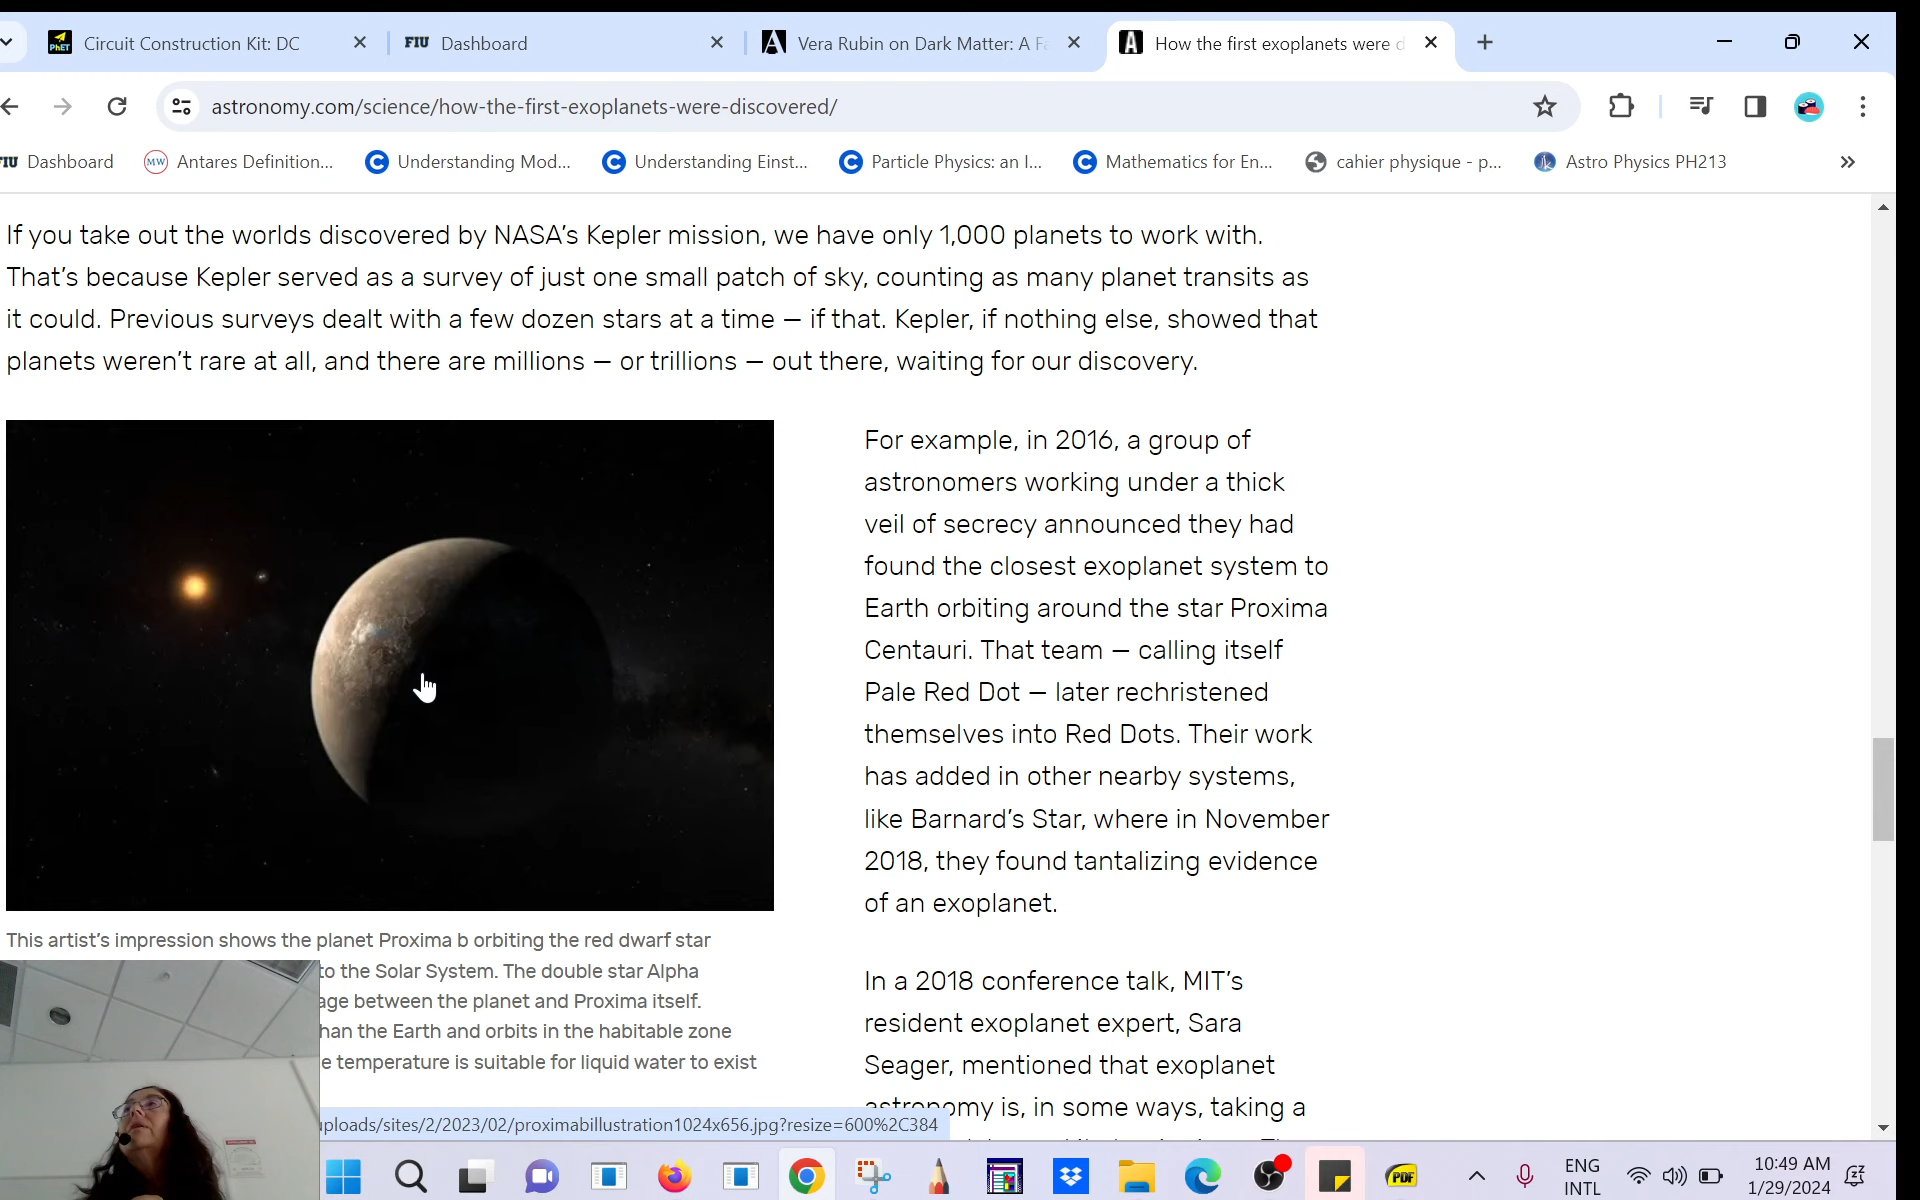 PhET Circuit Construction Kit: DC
FIU Dashboard
Vera Rubin on Dark Matter: A Fa
How the first exoplanets were d
astronomy.com/science/how-the-first-exoplanets-were-discovered/
FIU Dashboard
MW Antares Definition...
C Understanding Mod...
C Understanding Einst...
C Particle Physics: an I...
C Mathematics for En...
cahier physique - p...
Astro Physics PH213
If you take out the worlds discovered by NASA’s Kepler mission, we have only 1,000 planets to work with.
That’s because Kepler served as a survey of just one small patch of sky, counting as many planet transits as
it could. Previous surveys dealt with a few dozen stars at a time — if that. Kepler, if nothing else, showed that
planets weren’t rare at all, and there are millions — or trillions — out there, waiting for our discovery.
This artist’s impression shows the planet Proxima b orbiting the red dwarf star
to the Solar System. The double star Alpha
age between the planet and Proxima itself.
han the Earth and orbits in the habitable zone
e temperature is suitable for liquid water to exist
For example, in 2016, a group of
astronomers working under a thick
veil of secrecy announced they had
found the closest exoplanet system to
Earth orbiting around the star Proxima
Centauri. That team — calling itself
Pale Red Dot — later rechristened
themselves into Red Dots. Their work
has added in other nearby systems,
like Barnard’s Star, where in November
2018, they found tantalizing evidence
of an exoplanet.
In a 2018 conference talk, MIT’s
resident exoplanet expert, Sara
Seager, mentioned that exoplanet
astronomy is, in some ways, taking a
uploads/sites/2/2023/02/proximabillustration1024x656.jpg?resize=600%2C384
PDF
ENG
INTL
10:49 AM
1/29/2024